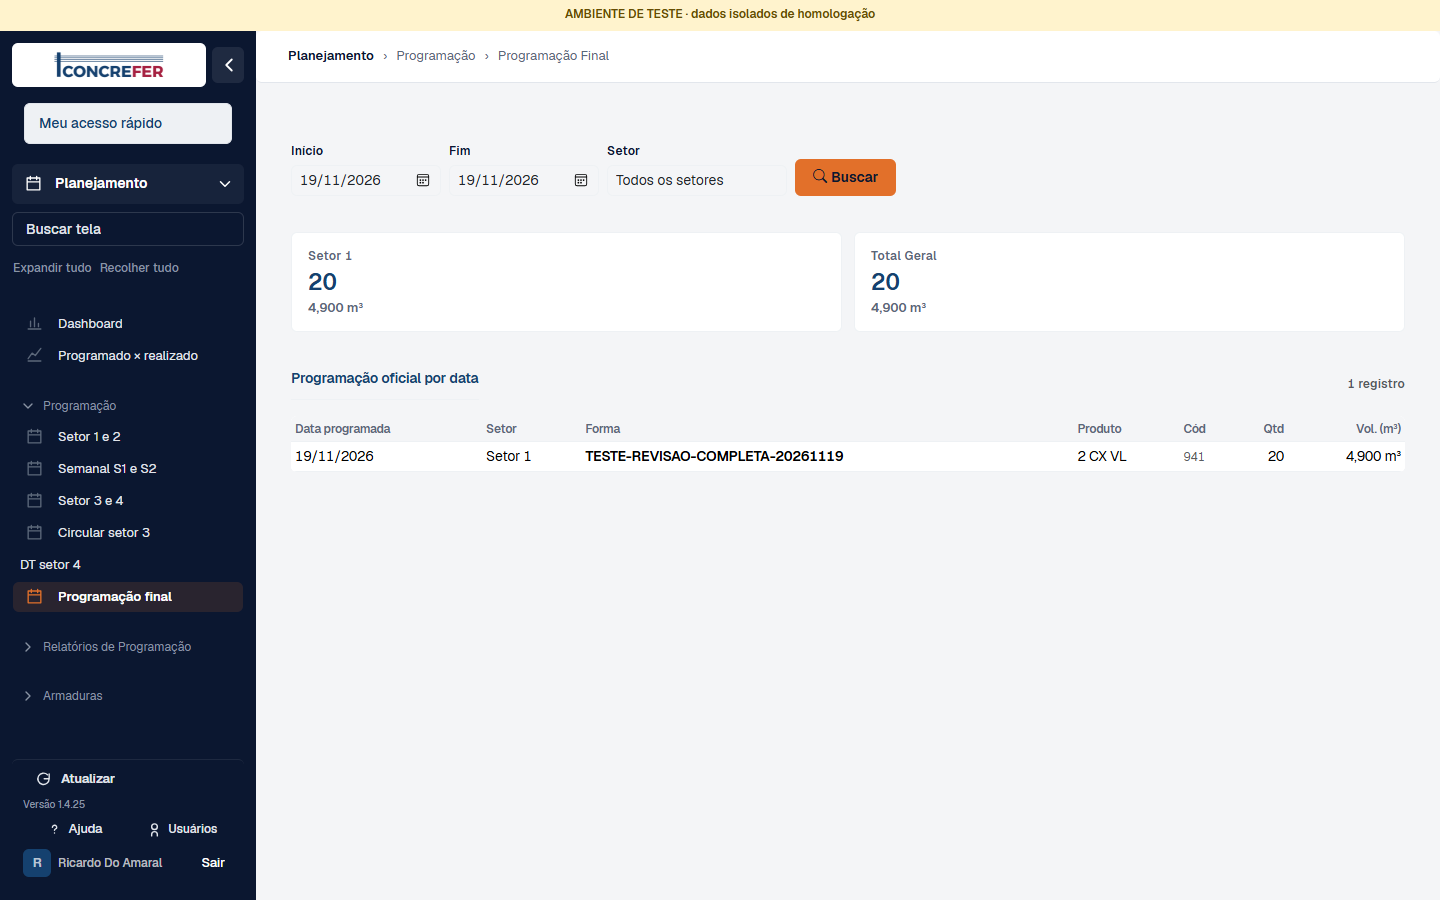 AMBIENTE DE TESTE · dados isolados de homologação
CONCREFER
Meu acesso rápido
Planejamento
Buscar tela
Expandir tudo Recolher tudo
Dashboard
Programado × realizado
Programação
Setor 1 e 2
Semanal S1 e S2
Setor 3 e 4
Circular setor 3
DT setor 4
Programação final
Relatórios de Programação
Armaduras
Atualizar
Versão 1.4.25
? Ajuda Usuários
R Ricardo Do Amaral Sair
Planejamento › Programação › Programação Final
Início Fim Setor
19/11/2026 19/11/2026 Todos os setores Buscar
Setor 1
20
4,900 m³
Total Geral
20
4,900 m³
Programação oficial por data
1 registro
Data programada Setor Forma Produto Cód Qtd Vol. (m³)
19/11/2026 Setor 1 TESTE-REVISAO-COMPLETA-20261119 2 CX VL 941 20 4,900 m³